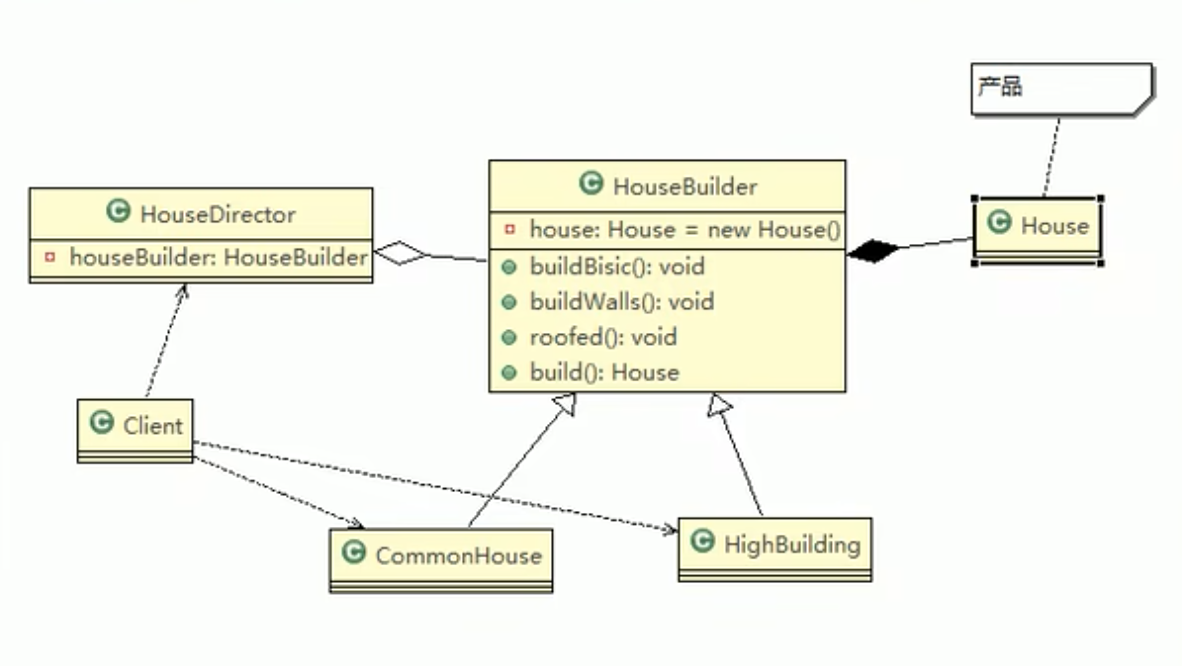 产品
HouseBuilder
house: House = new House()
buildBisic(): void
buildWalls(): void
roofed(): void
build(): House
HouseDirector
houseBuilder: HouseBuilder
House
Client
CommonHouse
HighBuilding